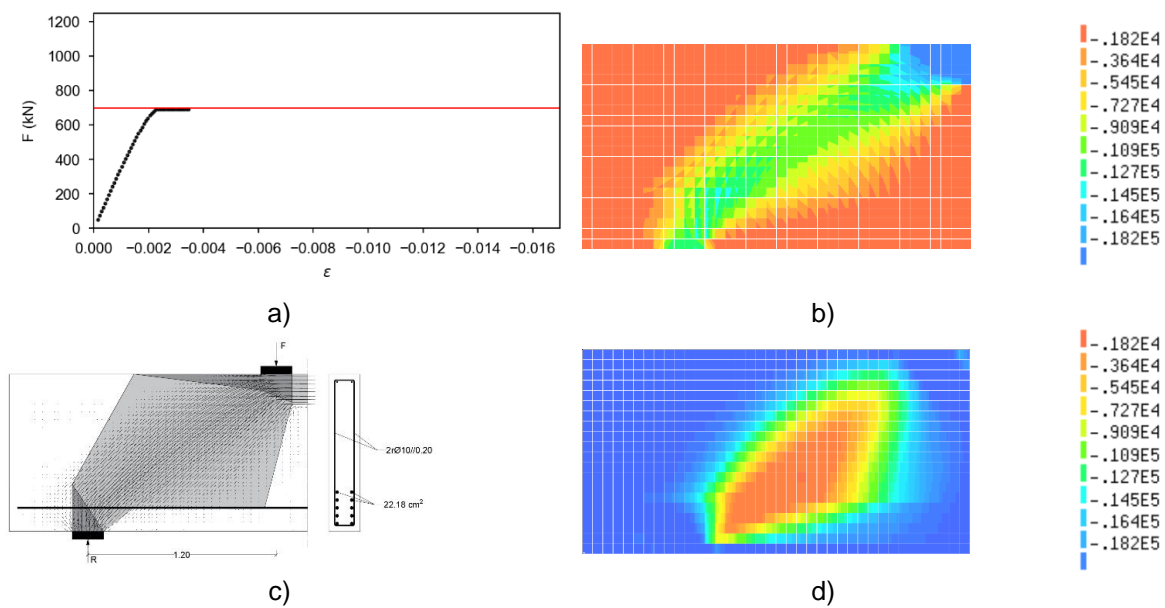 1200
1000
800
600
400
200
0
F (kN)
0.000 −0.002 −0.004 −0.006 −0.008 −0.010 −0.012 −0.014 −0.016
ε
a)
-.182E4
-.364E4
-.545E4
-.727E4
-.909E4
-.109E5
-.127E5
-.145E5
-.164E5
-.182E5
b)
F
2rØ10//0.20
22.18 cm²
R
1.20
c)
-.182E4
-.364E4
-.545E4
-.727E4
-.909E4
-.109E5
-.127E5
-.145E5
-.164E5
-.182E5
d)